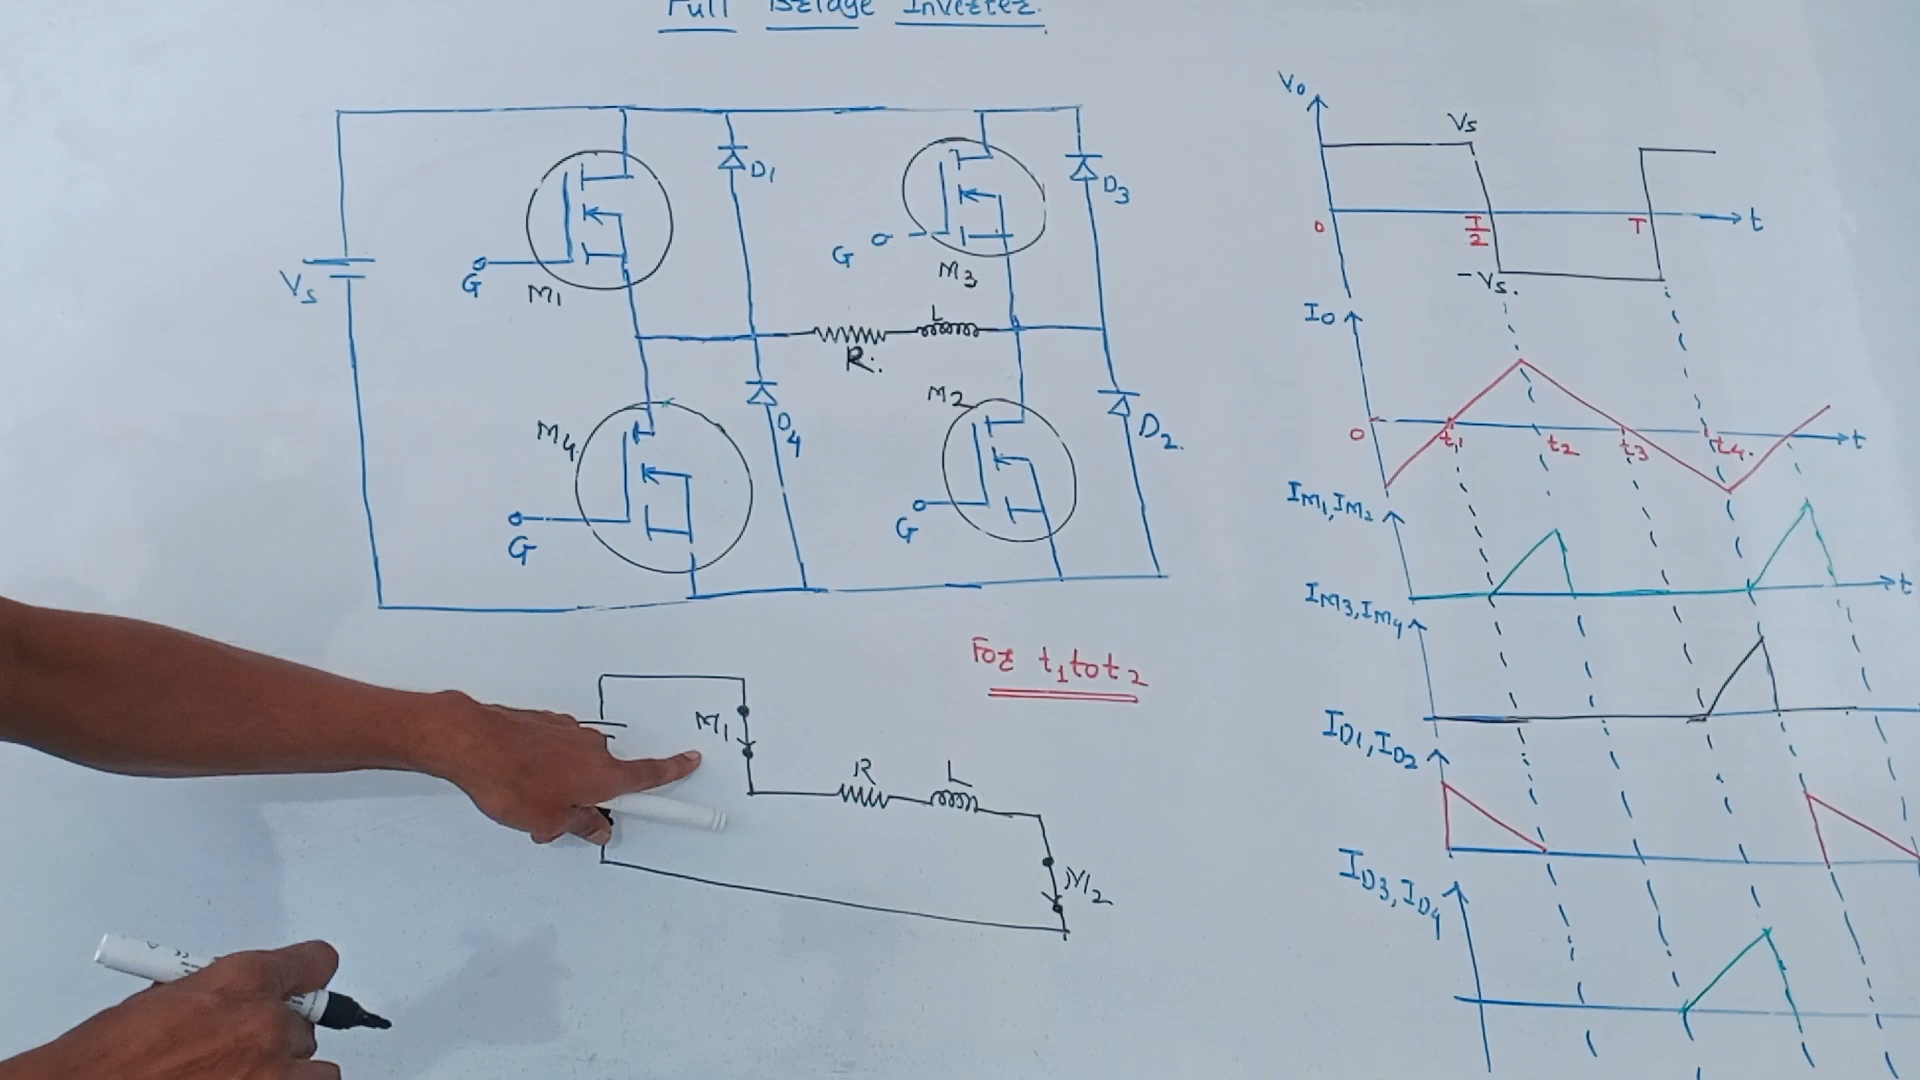 Full Bridge Inverter.
Vs
G
M1
D1
G
M3
D3
R.
L
M4
G
D4
M2
G
D2.
For t1 to t2
M1
R
L
M2
Vo
Vs
0
T/2
T
t
-Vs.
Io
0
t1
t2
t3
t4.
t
IM1, IM2
t
IM3, IM4
ID1, ID2
ID3, ID4